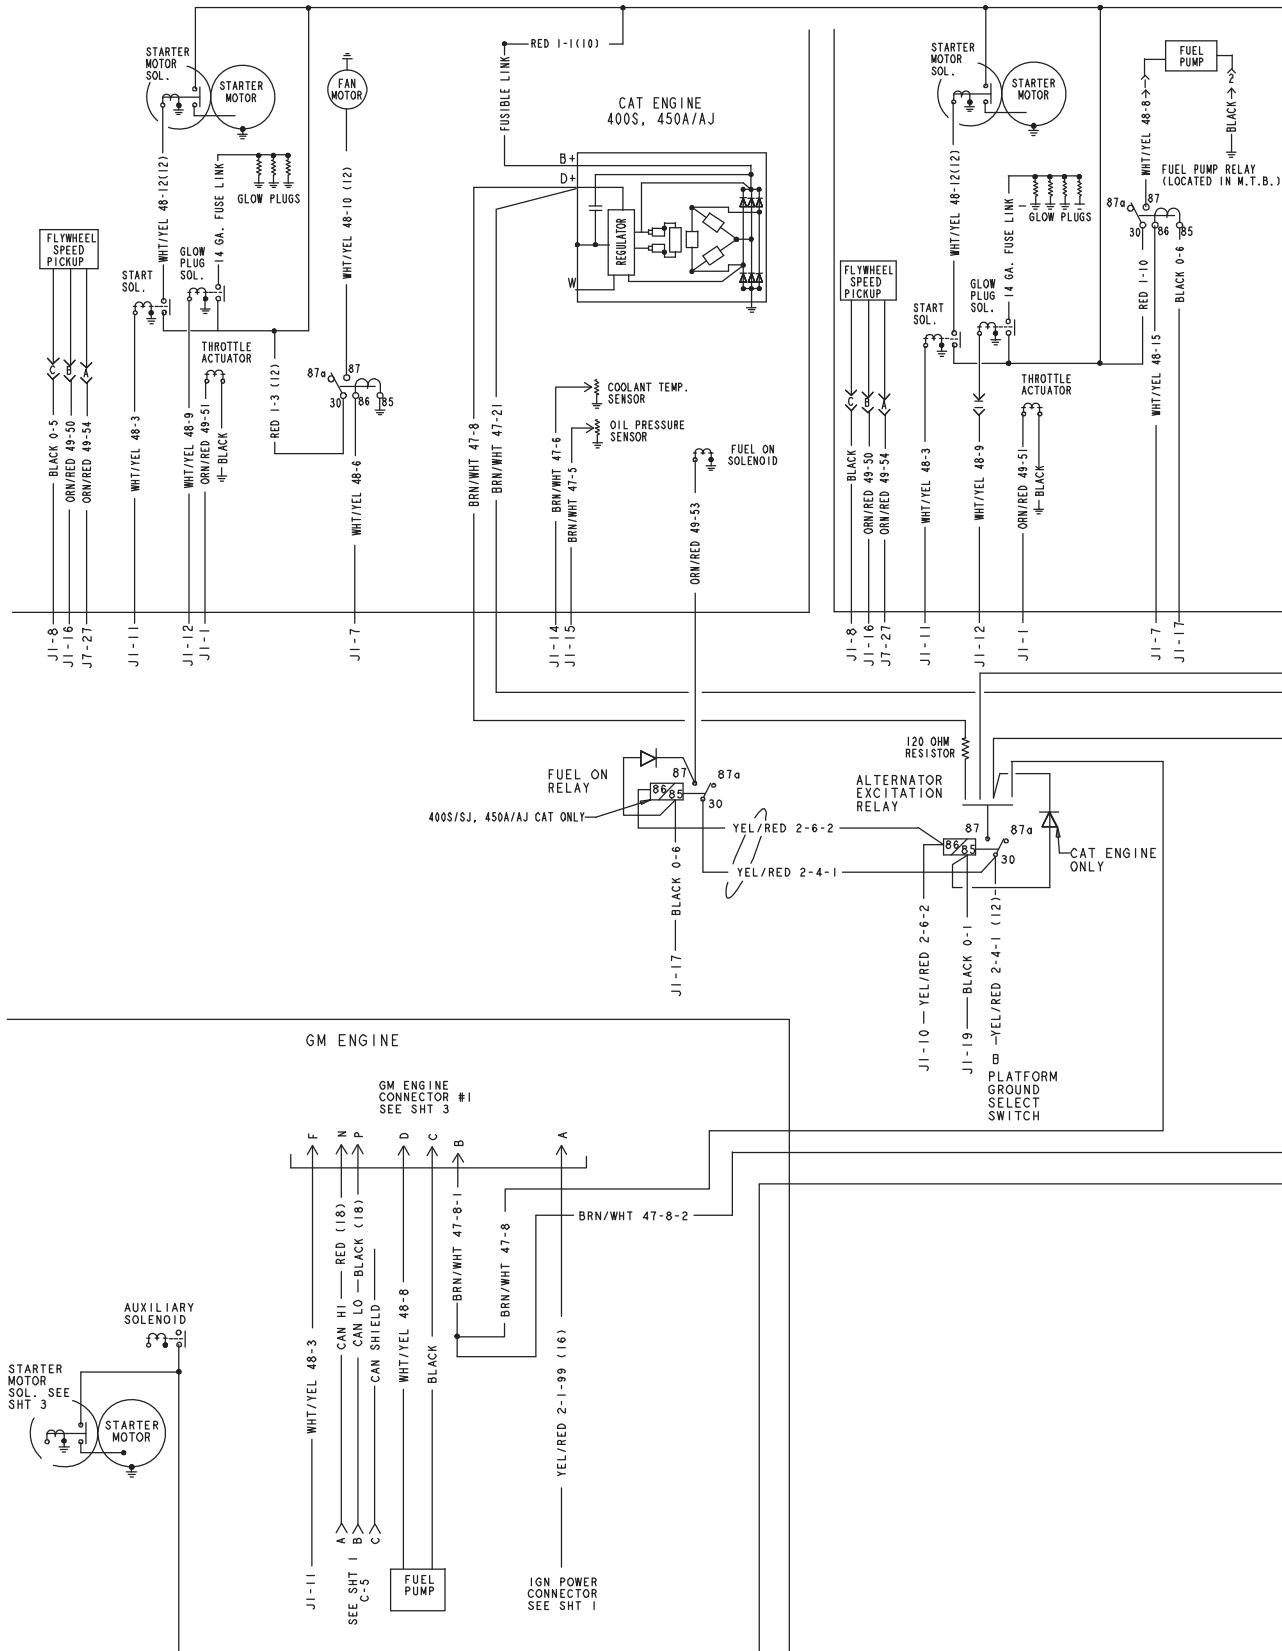 RED 1-1(10)
FUSIBLE LINK
STARTER
MOTOR
SOL.
STARTER
MOTOR
FAN
MOTOR
CAT ENGINE
400S, 450A/AJ
B+
D+
W
REGULATOR
WHT/YEL 48-12(12)
14 GA. FUSE LINK
GLOW PLUGS
WHT/YEL 48-10 (12)
FLYWHEEL
SPEED
PICKUP
START
SOL.
GLOW
PLUG
SOL.
THROTTLE
ACTUATOR
C
B
A
BLACK 0-5
ORN/RED 49-50
ORN/RED 49-54
WHT/YEL 48-3
WHT/YEL 48-9
ORN/RED 49-51
BLACK
RED 1-3 (12)
87a
87
30
86
85
WHT/YEL 48-6
BRN/WHT 47-8
BRN/WHT 47-21
COOLANT TEMP.
SENSOR
OIL PRESSURE
SENSOR
BRN/WHT 47-6
BRN/WHT 47-5
FUEL ON
SOLENOID
ORN/RED 49-53
J1-8
J1-16
J7-27
J1-11
J1-12
J1-1
J1-7
J1-14
J1-15
STARTER
MOTOR
SOL.
STARTER
MOTOR
FUEL
PUMP
1
2
WHT/YEL 48-8
BLACK
FUEL PUMP RELAY
(LOCATED IN M.T.B.)
87a
87
30
86
85
WHT/YEL 48-12(12)
14 GA. FUSE LINK
GLOW PLUGS
RED 1-10
BLACK 0-6
WHT/YEL 48-15
FLYWHEEL
SPEED
PICKUP
START
SOL.
GLOW
PLUG
SOL.
THROTTLE
ACTUATOR
C
B
A
BLACK
ORN/RED 49-50
ORN/RED 49-54
WHT/YEL 48-3
WHT/YEL 48-9
ORN/RED 49-51
BLACK
J1-8
J1-16
J7-27
J1-11
J1-12
J1-1
J1-7
J1-17
FUEL ON
RELAY
86
85
87
87a
30
400S/SJ, 450A/AJ CAT ONLY
YEL/RED 2-6-2
YEL/RED 2-4-1
BLACK 0-6
J1-17
120 OHM
RESISTOR
ALTERNATOR
EXCITATION
RELAY
86
85
87
87a
30
CAT ENGINE
ONLY
J1-10 YEL/RED 2-6-2
J1-19 BLACK 0-1
YEL/RED 2-4-1 (12)
B
PLATFORM
GROUND
SELECT
SWITCH
GM ENGINE
GM ENGINE
CONNECTOR #1
SEE SHT 3
F
N
P
D
C
B
A
WHT/YEL 48-3
CAN HI RED (18)
CAN LO BLACK (18)
CAN SHIELD
WHT/YEL 48-8
BLACK
BRN/WHT 47-8-1
BRN/WHT 47-8
BRN/WHT 47-8-2
YEL/RED 2-1-99 (16)
AUXILIARY
SOLENOID
STARTER
MOTOR
SOL. SEE
SHT 3
STARTER
MOTOR
J1-11
A
B
C
SEE SHT 1
C-5
FUEL
PUMP
IGN POWER
CONNECTOR
SEE SHT 1